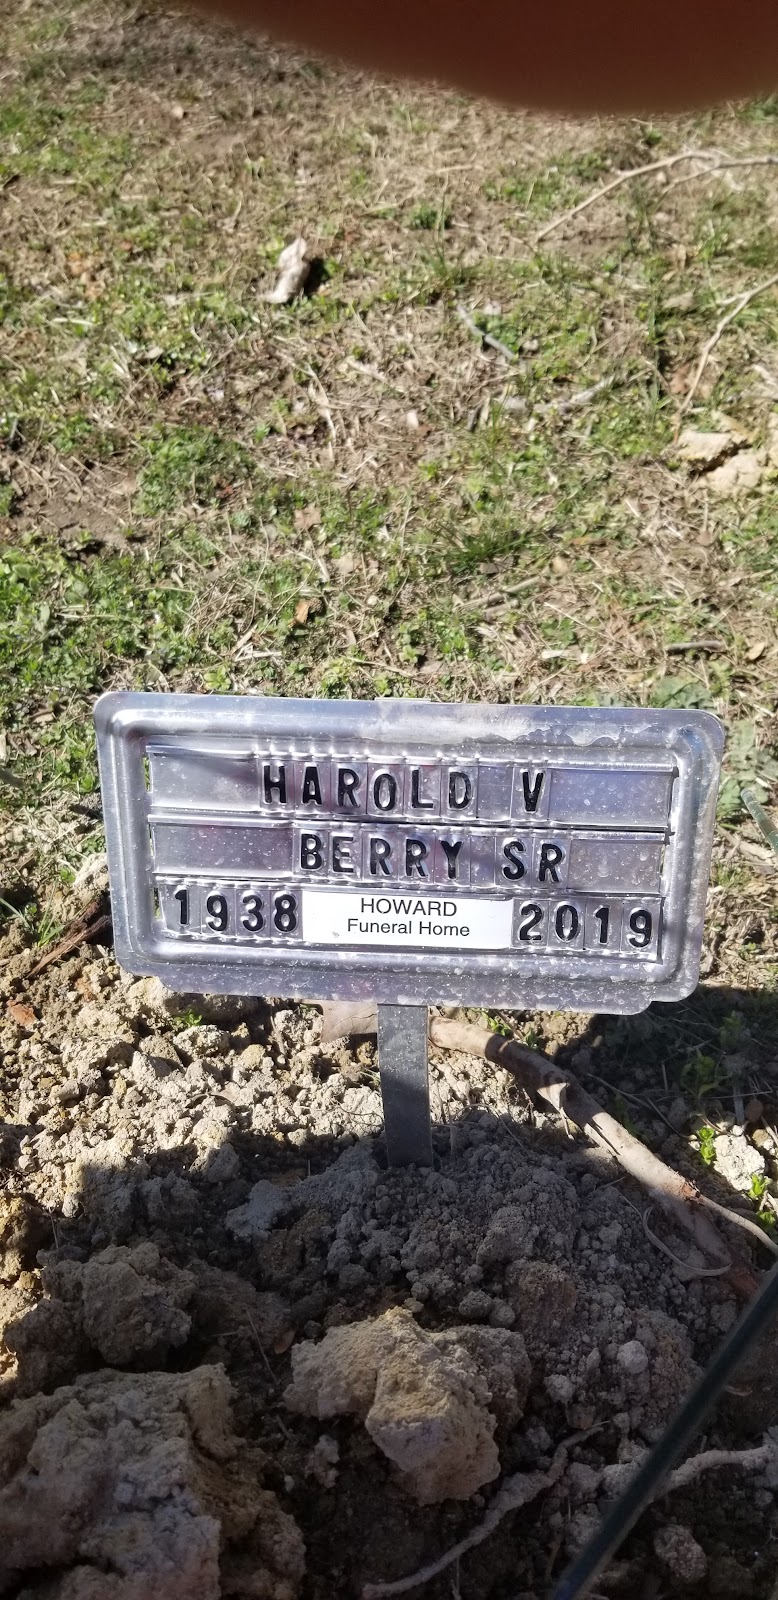 HAROLD V
BERRY SR
1938 HOWARD Funeral Home 2019